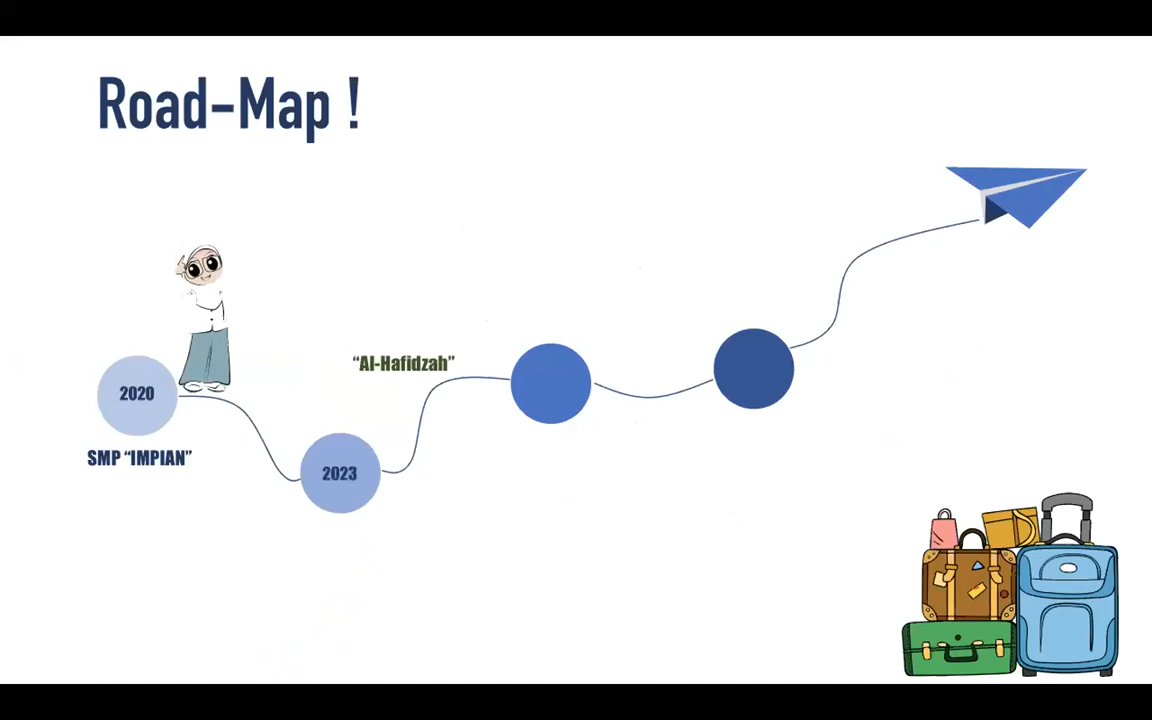 Road-Map !
2020
SMP “IMPIAN”
“Al-Hafidzah”
2023